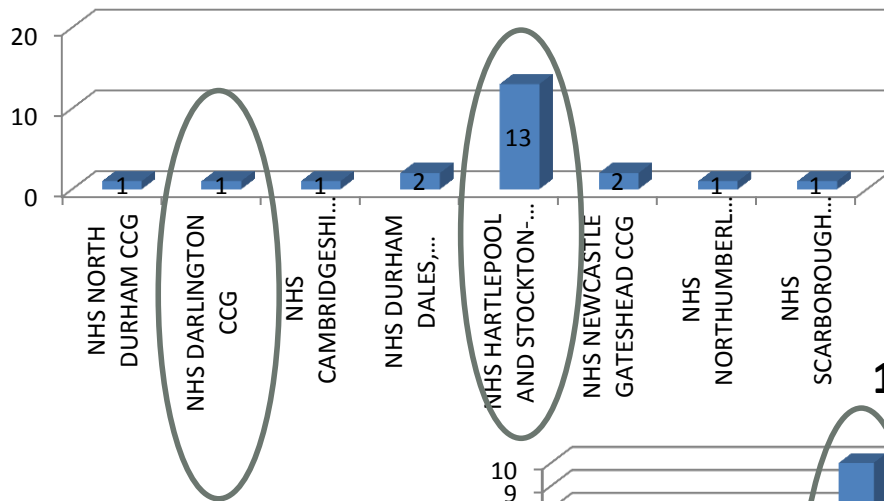 20
10
0
1
1
1
2
13
2
1
1
NHS NORTH
DURHAM CCG
NHS DARLINGTON
CCG
NHS
CAMBRIDGESHI...
NHS DURHAM
DALES,...
NHS HARTLEPOOL
AND STOCKTON-...
NHS NEWCASTLE
GATESHEAD CCG
NHS
NORTHUMBERL...
NHS
SCARBOROUGH...
1
10
9